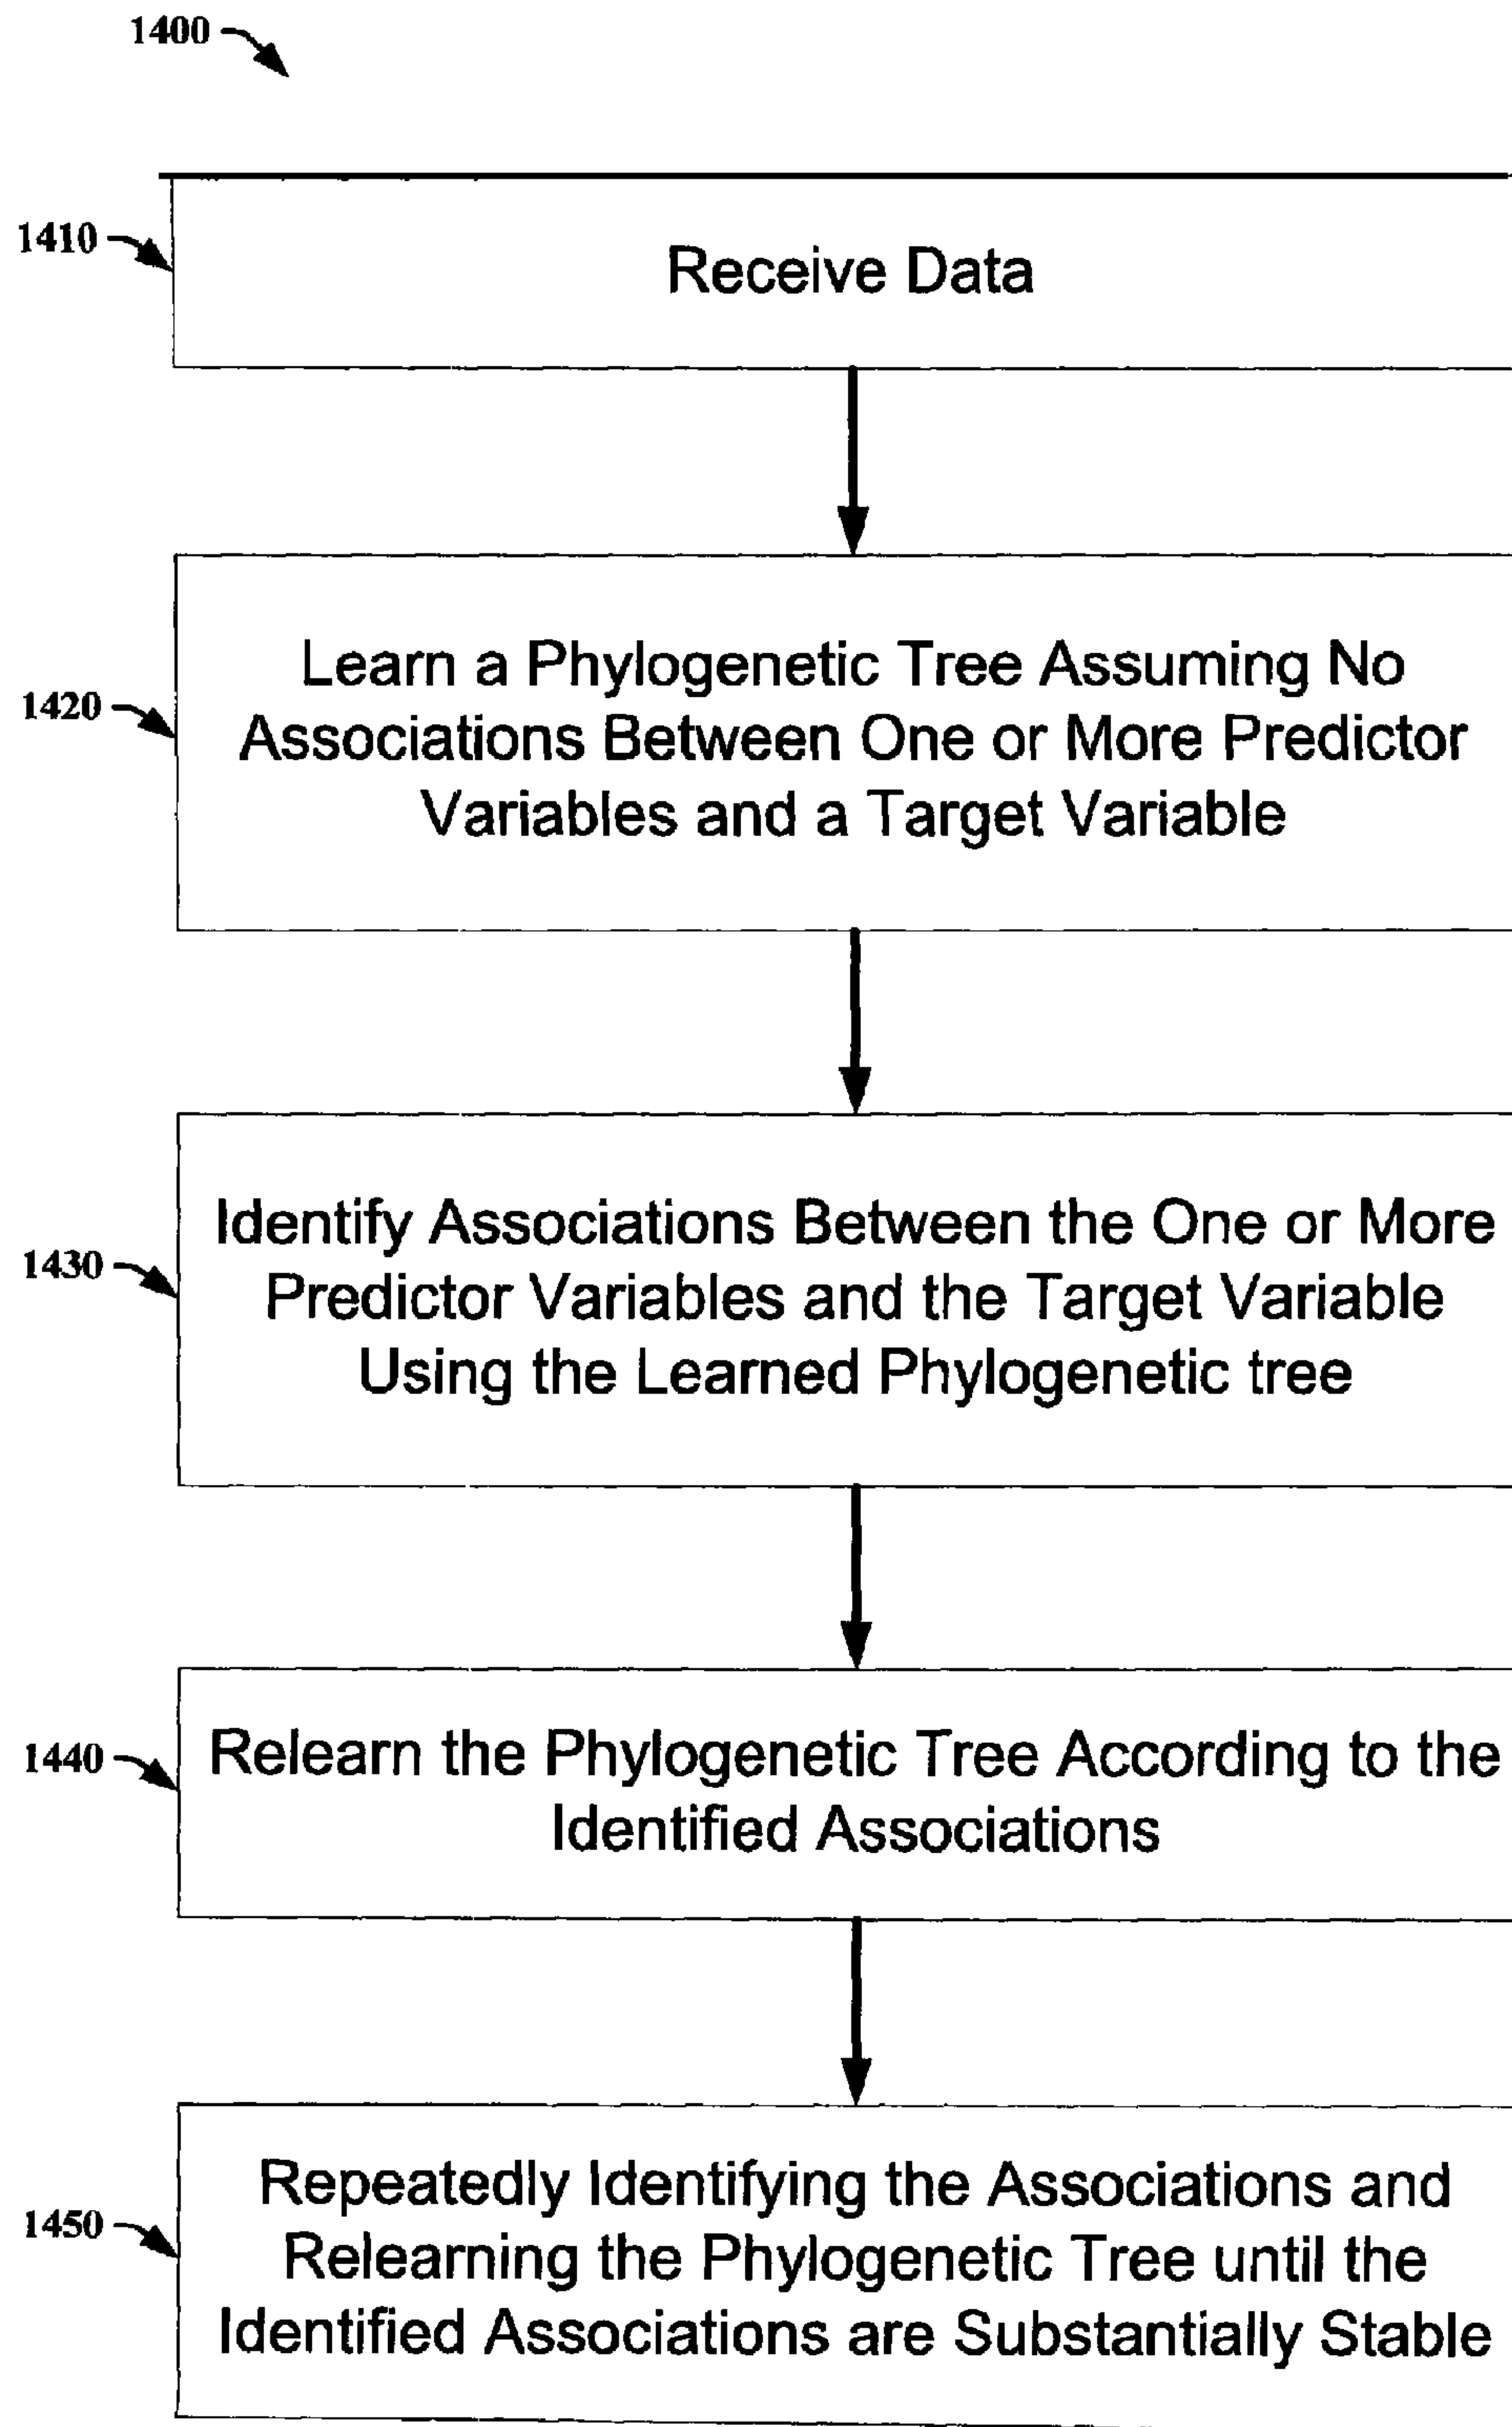 1400
1410
Receive Data
Learn a Phylogenetic Tree Assuming No
1420
Associations Between One or More Predictor
Variables and a Target Variable
Identify Associations Between the One or More
1430
Predictor Variables and the Target Variable
Using the Learned Phylogenetic tree
1440
Relearn the Phylogenetic Tree According to the
Identified Associations
Repeatedly Identifying the Associations and
1450
Relearning the Phylogenetic Tree until the
Identified Associations are Substantially Stable